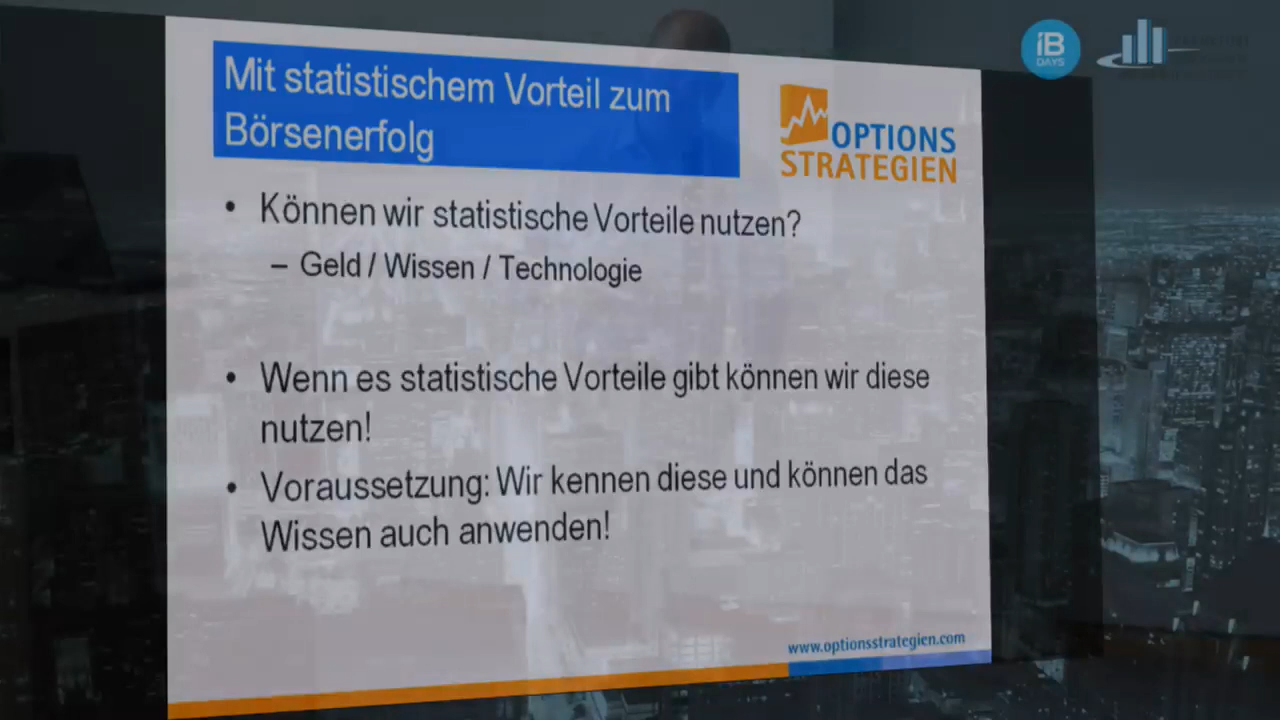 iB
DAYS
Mit statistischem Vorteil zum
Börsenerfolg
OPTIONS
STRATEGIEN
• Können wir statistische Vorteile nutzen?
– Geld / Wissen / Technologie
• Wenn es statistische Vorteile gibt können wir diese
nutzen!
• Voraussetzung: Wir kennen diese und können das
Wissen auch anwenden!
www.optionsstrategien.com